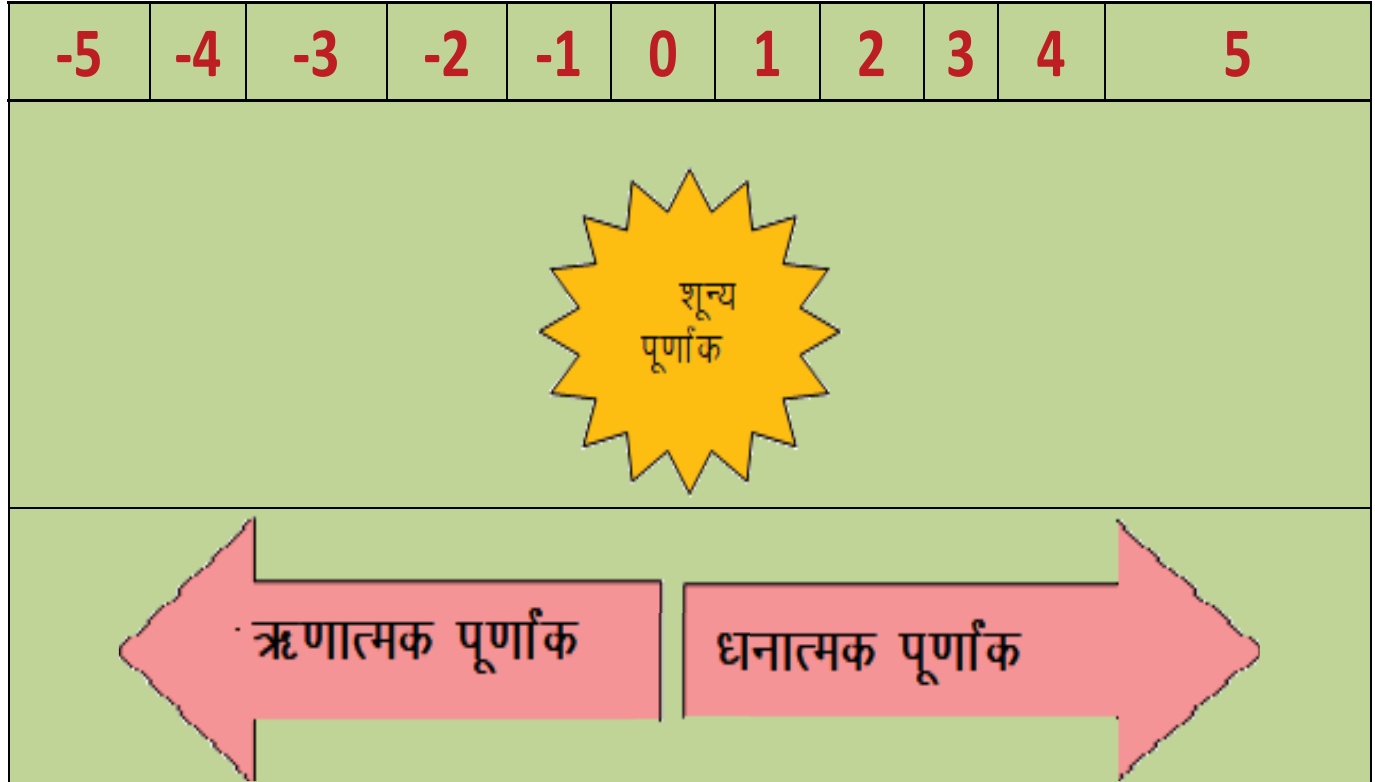 -5 -4 -3 -2 -1 0 1 2 3 4 5
शून्य
पूर्णांक
ऋणात्मक पूर्णांक
धनात्मक पूर्णांक